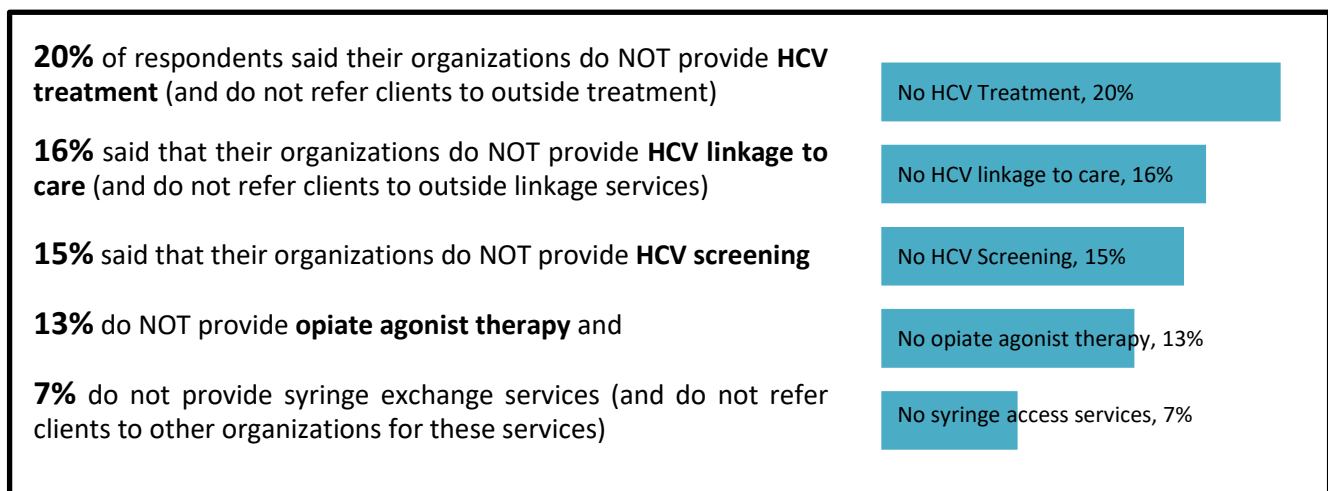 20% of respondents said their organizations do NOT provide HCV
treatment (and do not refer clients to outside treatment)
16% said that their organizations do NOT provide HCV linkage to
care (and do not refer clients to outside linkage services)
15% said that their organizations do NOT provide HCV screening
13% do NOT provide opiate agonist therapy and
7% do not provide syringe exchange services (and do not refer
clients to other organizations for these services)
No HCV Treatment, 20%
No HCV linkage to care, 16%
No HCV Screening, 15%
No opiate agonist therapy, 13%
No syringe access services, 7%